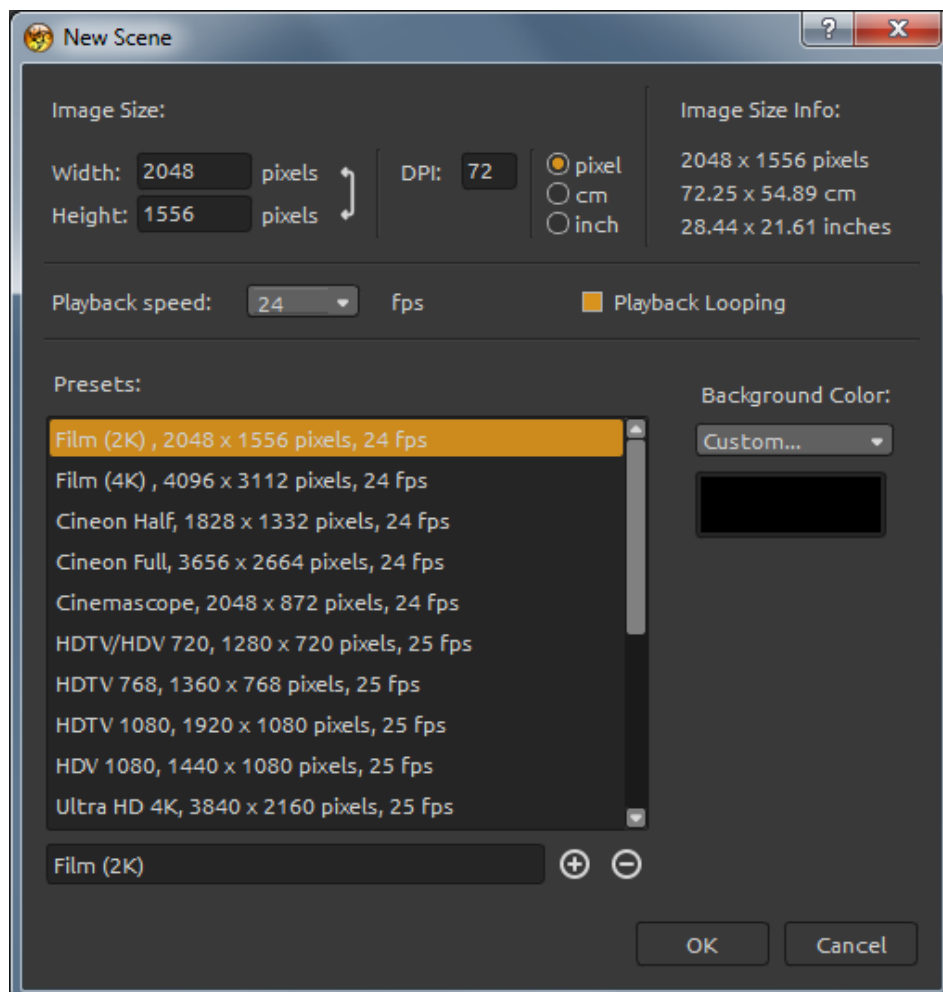 New Scene
?
Image Size:
Width: 2048 pixels
Height: 1556 pixels
DPI: 72
pixel
cm
inch
Image Size Info:
2048 x 1556 pixels
72.25 x 54.89 cm
28.44 x 21.61 inches
Playback speed: 24 fps
Playback Looping
Presets:
Film (2K) , 2048 x 1556 pixels, 24 fps
Film (4K) , 4096 x 3112 pixels, 24 fps
Cineon Half, 1828 x 1332 pixels, 24 fps
Cineon Full, 3656 x 2664 pixels, 24 fps
Cinemascope, 2048 x 872 pixels, 24 fps
HDTV/HDV 720, 1280 x 720 pixels, 25 fps
HDTV 768, 1360 x 768 pixels, 25 fps
HDTV 1080, 1920 x 1080 pixels, 25 fps
HDV 1080, 1440 x 1080 pixels, 25 fps
Ultra HD 4K, 3840 x 2160 pixels, 25 fps
Film (2K)
Background Color:
Custom...
OK
Cancel